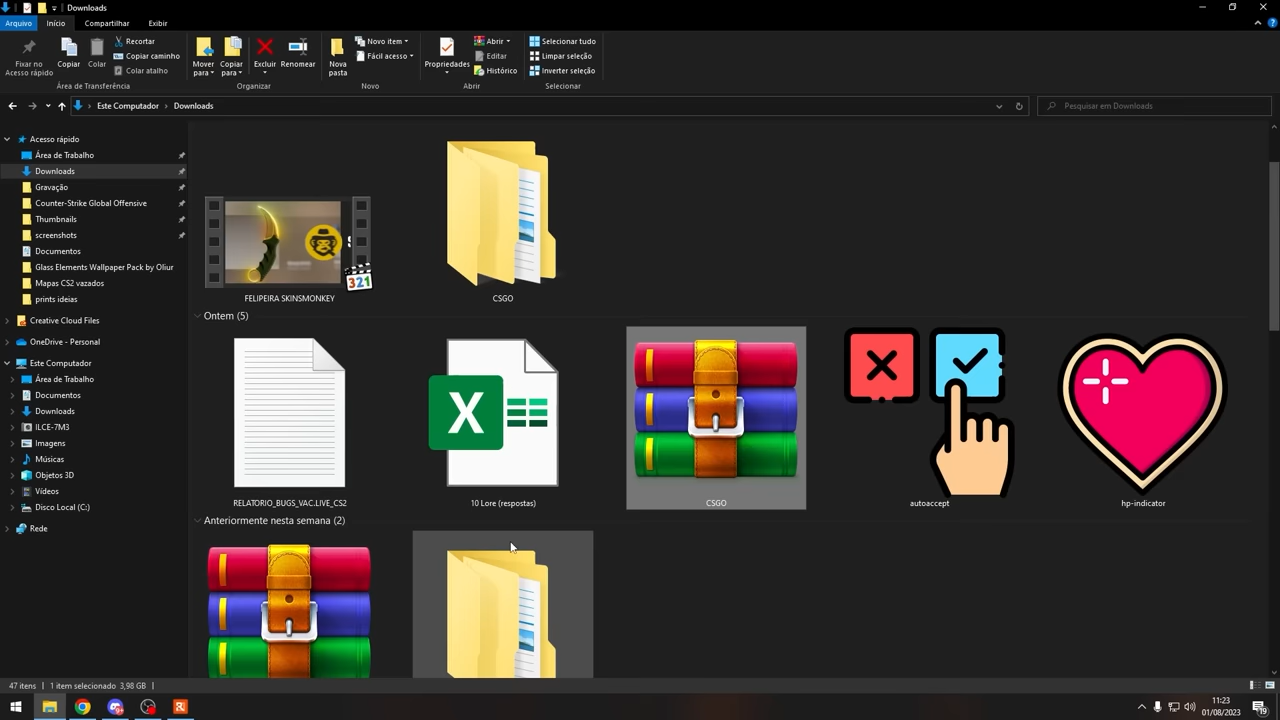 Downloads
Arquivo
Início
Compartilhar
Exibir
Fixar no
Acesso rápido
Copiar
Colar
Recortar
Copiar caminho
Colar atalho
Área de Transferência
Mover
para
Copiar
para
Excluir
Renomear
Organizar
Nova
pasta
Novo item
Fácil acesso
Novo
Propriedades
Abrir
Editar
Histórico
Abrir
Selecionar tudo
Limpar seleção
Inverter seleção
Selecionar
Este Computador
Downloads
Pesquisar em Downloads
Acesso rápido
Área de Trabalho
Downloads
Gravação
Counter-Strike Global Offensive
Thumbnails
screenshots
Documentos
Glass Elements Wallpaper Pack by Oliur
Mapas CS2 vazados
prints ideias
Creative Cloud Files
OneDrive - Personal
Este Computador
Área de Trabalho
Documentos
Downloads
ILCE-7M3
Imagens
Músicas
Objetos 3D
Vídeos
Disco Local (C:)
Rede
S
321
FELIPEIRA SKINSMONKEY
CSGO
Ontem (5)
X
RELATORIO_BUGS_VAC.LIVE_CS2
10 Lore (respostas)
CSGO
autoaccept
hp-indicator
Anteriormente nesta semana (2)
47 itens
1 item selecionado 3,98 GB
11:23
01/08/2023
19